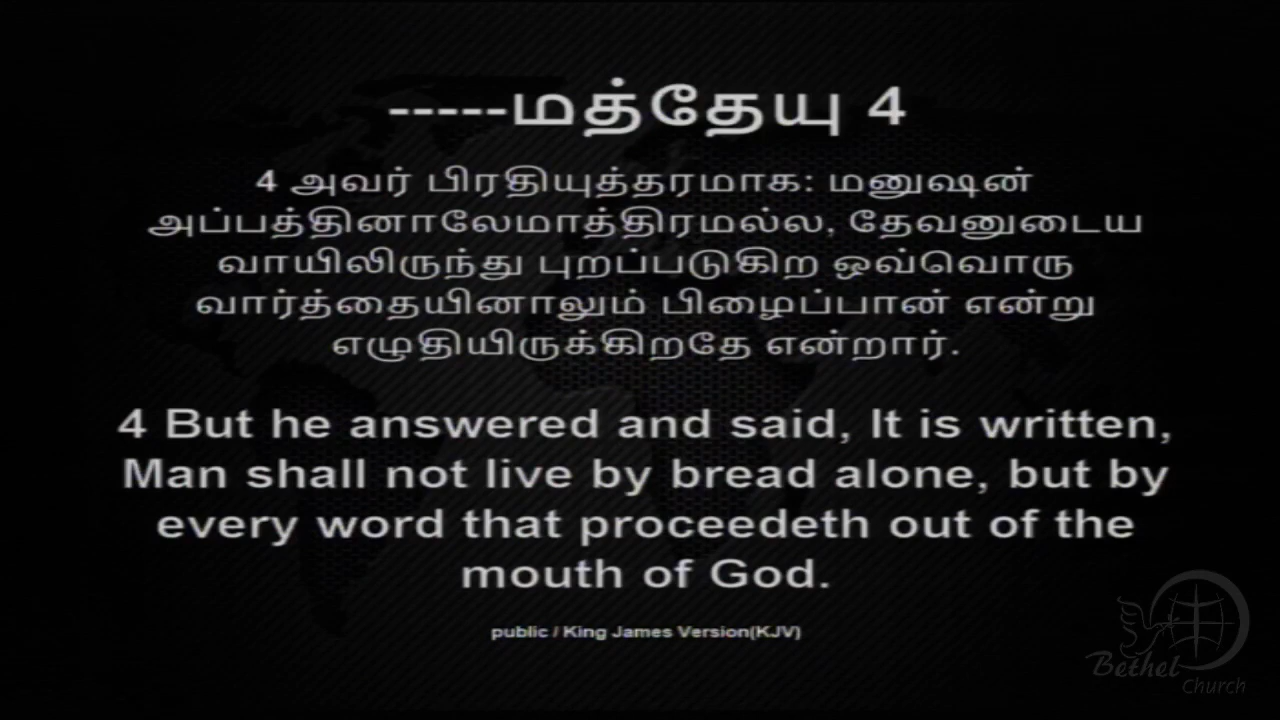 -----மத்தேயு 4
4 அவர் பிரதியுத்தரமாக: மனுஷன்
அப்பத்தினாலேமாத்திரமல்ல, தேவனுடைய
வாயிலிருந்து புறப்படுகிற ஒவ்வொரு
வார்த்தையினாலும் பிழைப்பான் என்று
எழுதியிருக்கிறதே என்றார்.
4 But he answered and said, It is written,
Man shall not live by bread alone, but by
every word that proceedeth out of the
mouth of God.
public / King James Version(KJV)
Bethel
Church